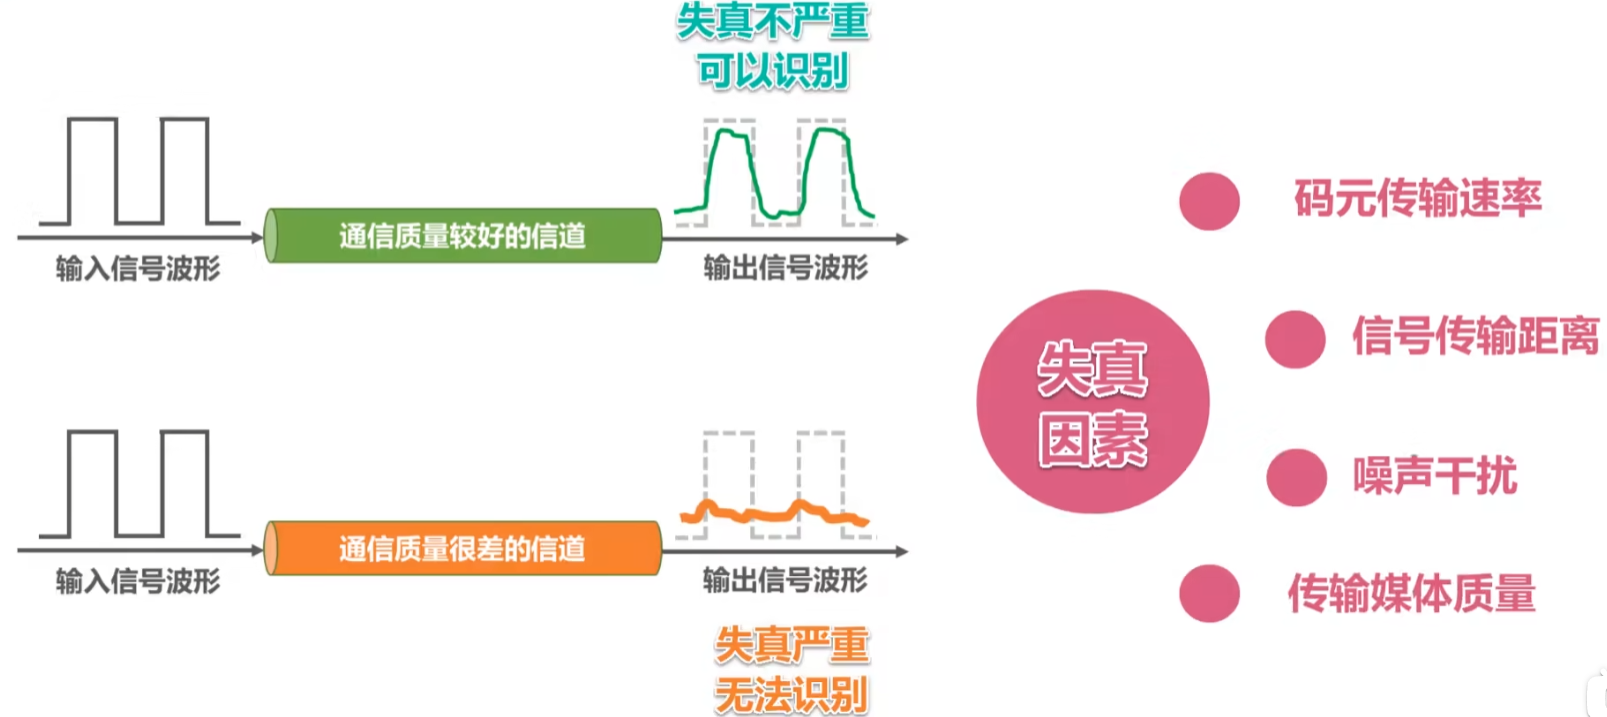 失真不严重
可以识别
通信质量较好的信道
输入信号波形
输出信号波形
通信质量很差的信道
输入信号波形
输出信号波形
失真严重
无法识别
失真
因素
码元传输速率
信号传输距离
噪声干扰
传输媒体质量